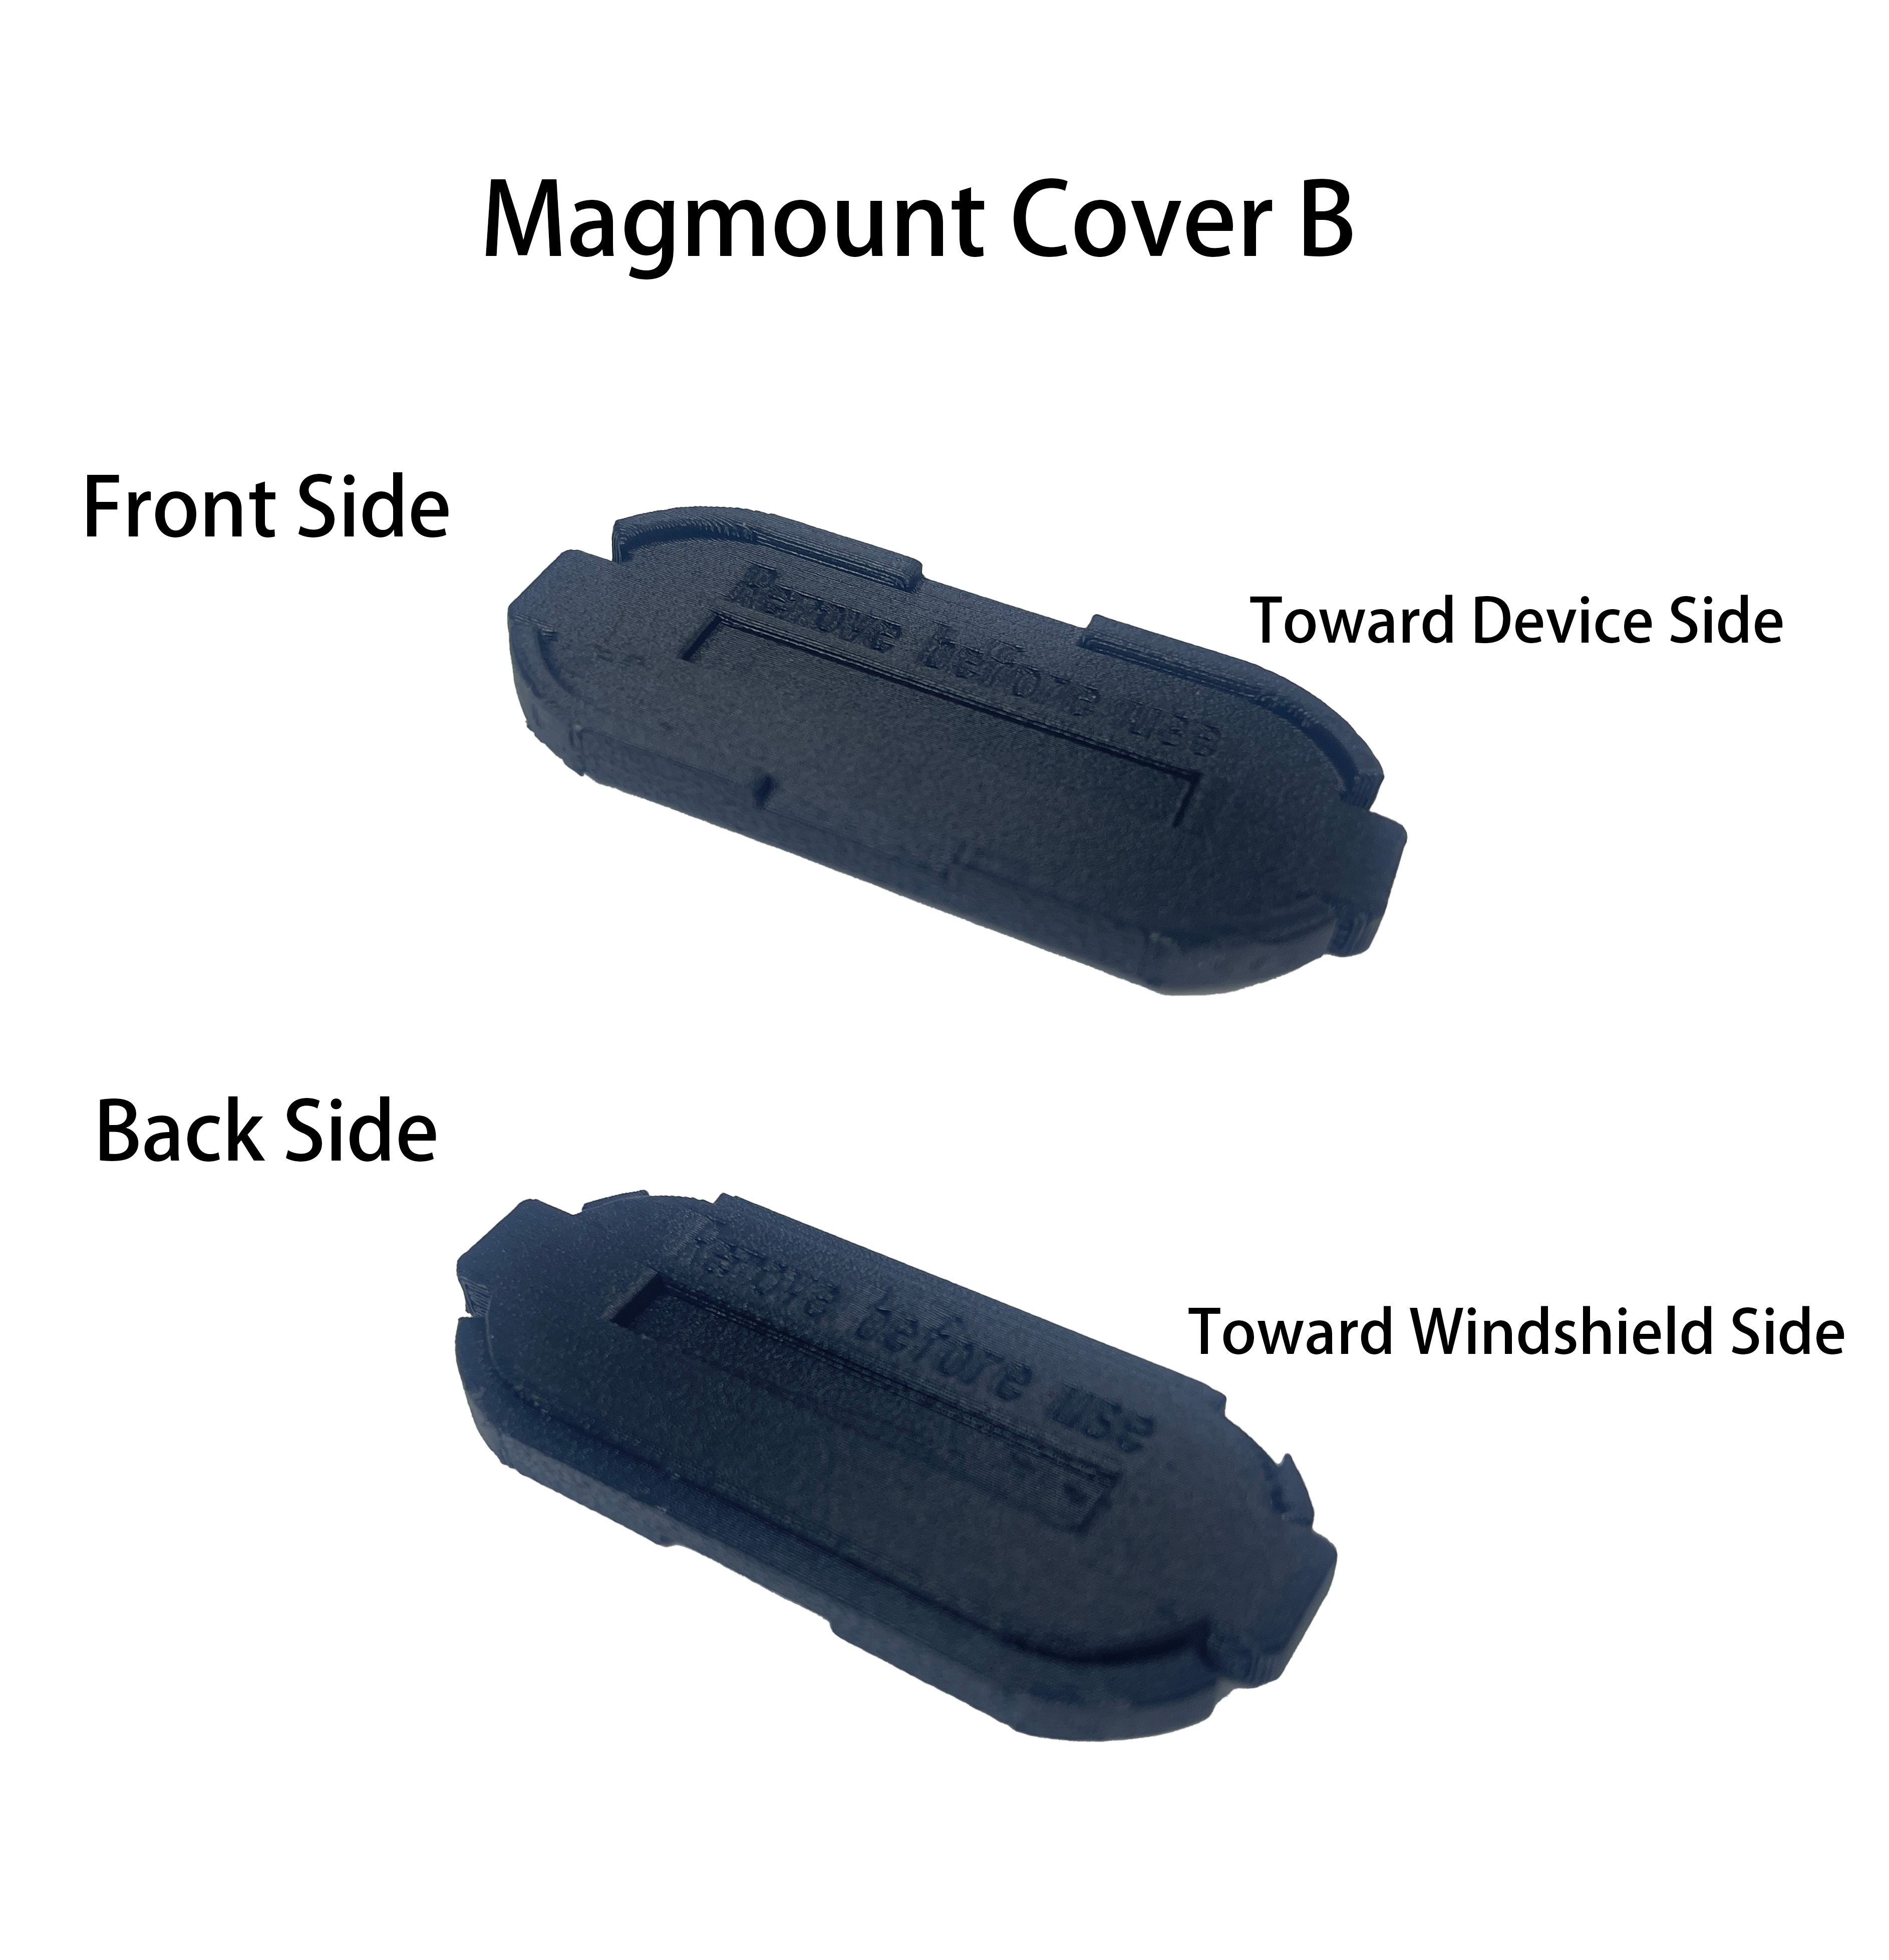 Magmount Cover B
Front Side
Remove before use
Toward Device Side
Back Side
Remove before use
Toward Windshield Side